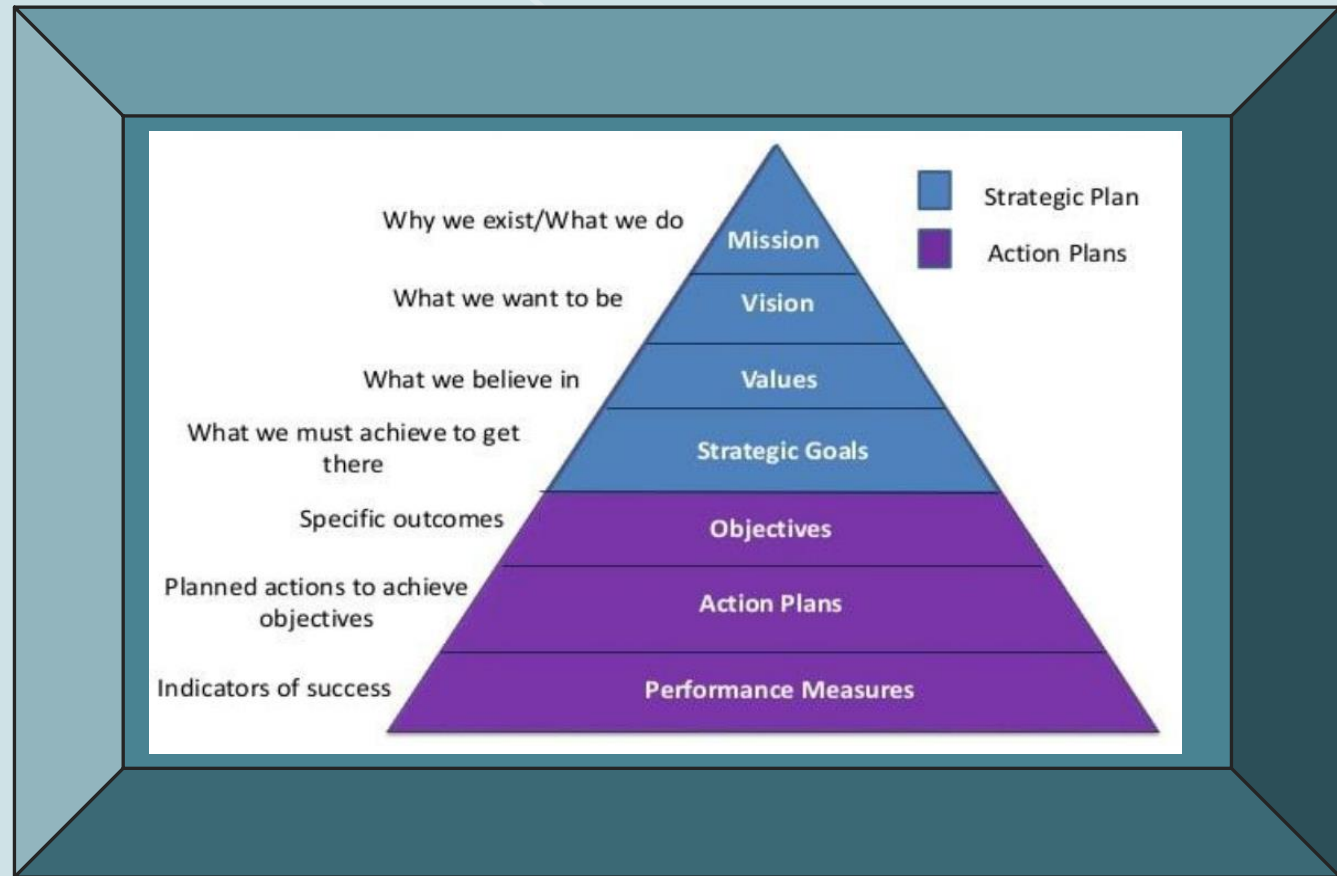 Why we exist/What we do
Mission
What we want to be
Vision
What we believe in
Values
What we must achieve to get
there
Strategic Goals
Specific outcomes
Objectives
Planned actions to achieve
objectives
Action Plans
Indicators of success
Performance Measures
Strategic Plan
Action Plans